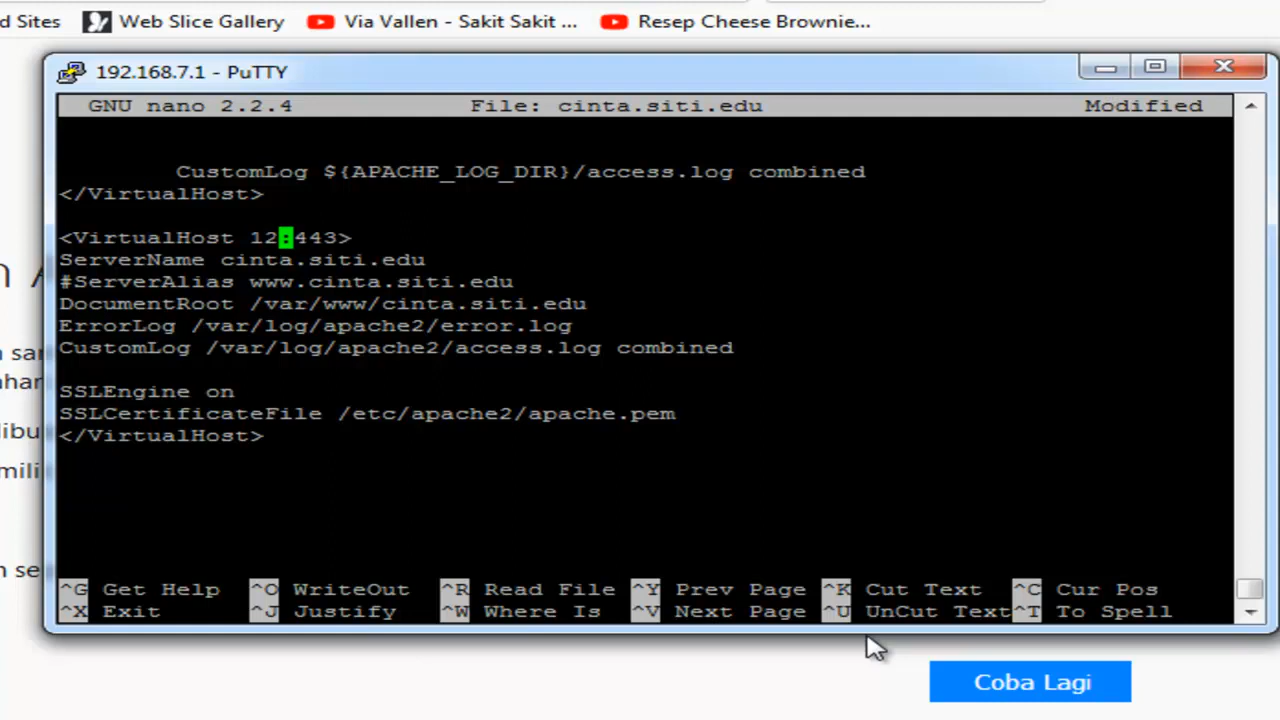 d Sites Web Slice Gallery Via Vallen - Sakit Sakit ... Resep Cheese Brownie...
192.168.7.1 - PuTTY
GNU nano 2.2.4 File: cinta.siti.edu Modified
CustomLog ${APACHE_LOG_DIR}/access.log combined
</VirtualHost>
<VirtualHost 12:443>
ServerName cinta.siti.edu
#ServerAlias www.cinta.siti.edu
DocumentRoot /var/www/cinta.siti.edu
ErrorLog /var/log/apache2/error.log
CustomLog /var/log/apache2/access.log combined
SSLEngine on
SSLCertificateFile /etc/apache2/apache.pem
</VirtualHost>
^G Get Help ^O WriteOut ^R Read File ^Y Prev Page ^K Cut Text ^C Cur Pos
^X Exit ^J Justify ^W Where Is ^V Next Page ^U UnCut Text ^T To Spell
Coba Lagi